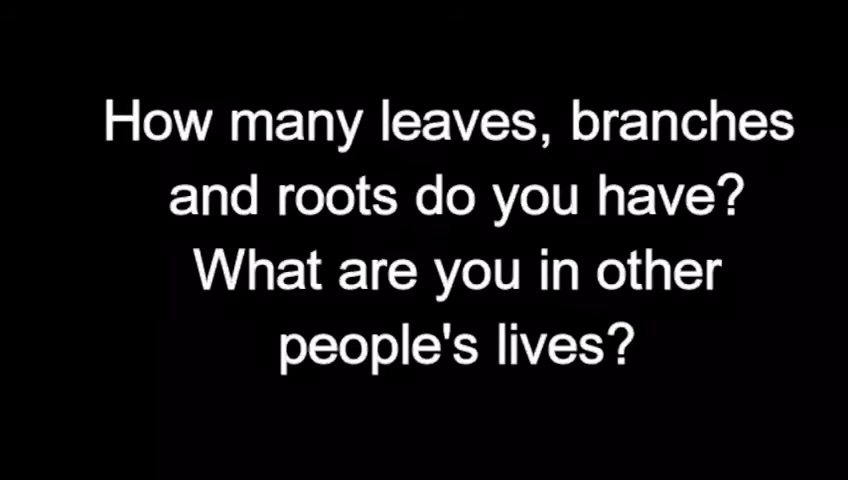 How many leaves, branches
and roots do you have?
What are you in other
people's lives?